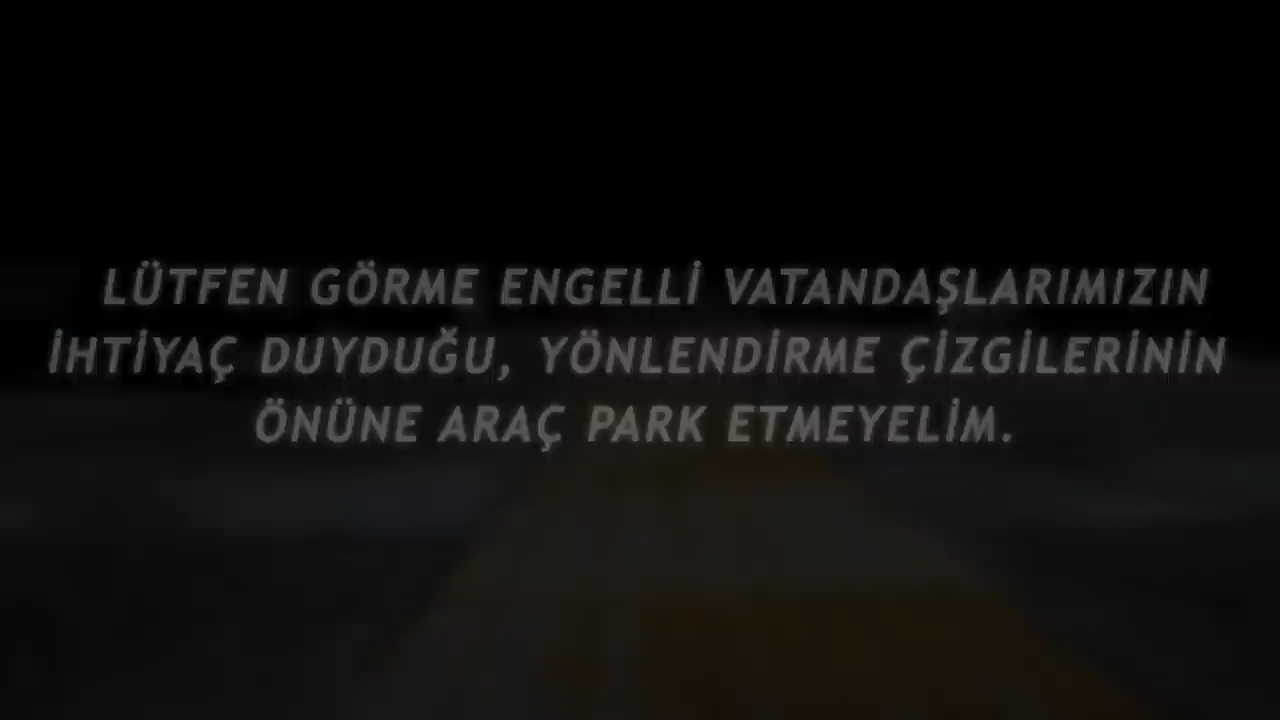 LÜTFEN GÖRME ENGELLİ VATANDAŞLARIMIZIN
İHTİYAÇ DUYDUĞU, YÖNLENDİRME ÇİZGİLERİNİN
ÖNÜNE ARAÇ PARK ETMEYELİM.